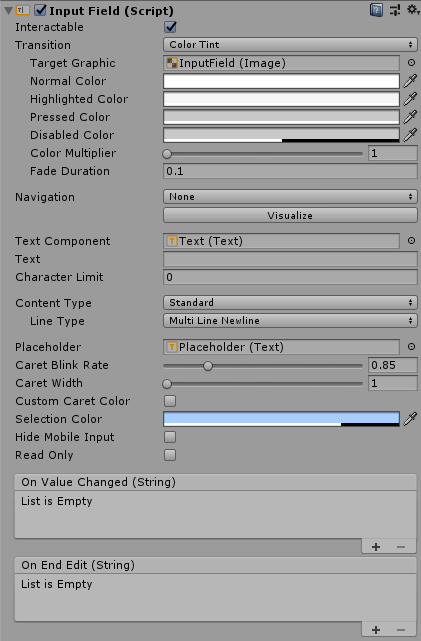 Input Field (Script)
Interactable
Transition Color Tint
Target Graphic InputField (Image)
Normal Color
Highlighted Color
Pressed Color
Disabled Color
Color Multiplier 1
Fade Duration 0.1
Navigation None
Visualize
Text Component Text (Text)
Text
Character Limit 0
Content Type Standard
Line Type Multi Line Newline
Placeholder Placeholder (Text)
Caret Blink Rate 0.85
Caret Width 1
Custom Caret Color
Selection Color
Hide Mobile Input
Read Only
On Value Changed (String)
List is Empty
On End Edit (String)
List is Empty